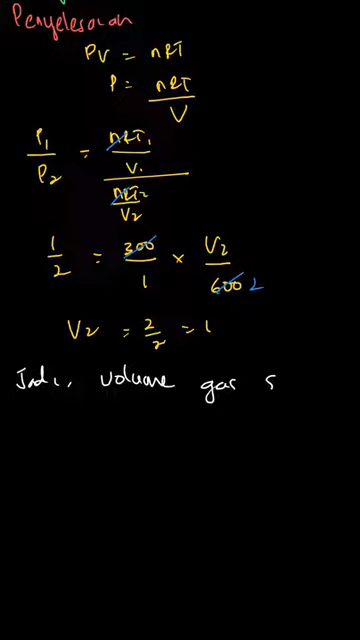 Penyelesaian
PV = nRT
P = nRT/V
P₁/P₂ = (nRT₁/V₁)/(nRT₂/V₂)
1/2 = 300/1 × V₂/600 2
V₂ = 2/2 = 1
Jadi, volume gas s